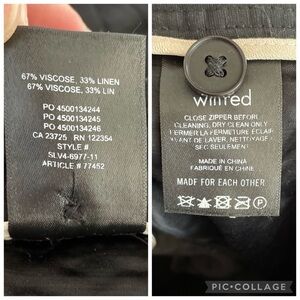 67% VISCOSE, 33% LINEN
67% VISCOSE, 33% LIN
PO 4500134244
PO 4500134245
PO 4500134246
CA 23725 RN 122354
STYLE #
SLV4-6977-11
ARTICLE # 77452
wilfred
CLOSE ZIPPER BEFORE
CLEANING, DRY CLEAN ONLY
FERMER LA FERMETURE ÉCLAIR
AVANT DE LAVER, NETTOYAGE
SEC SEULEMENT
MADE IN CHINA
FABRIQUÉ EN CHINE
MADE FOR EACH OTHER
PIC•COLLAGE